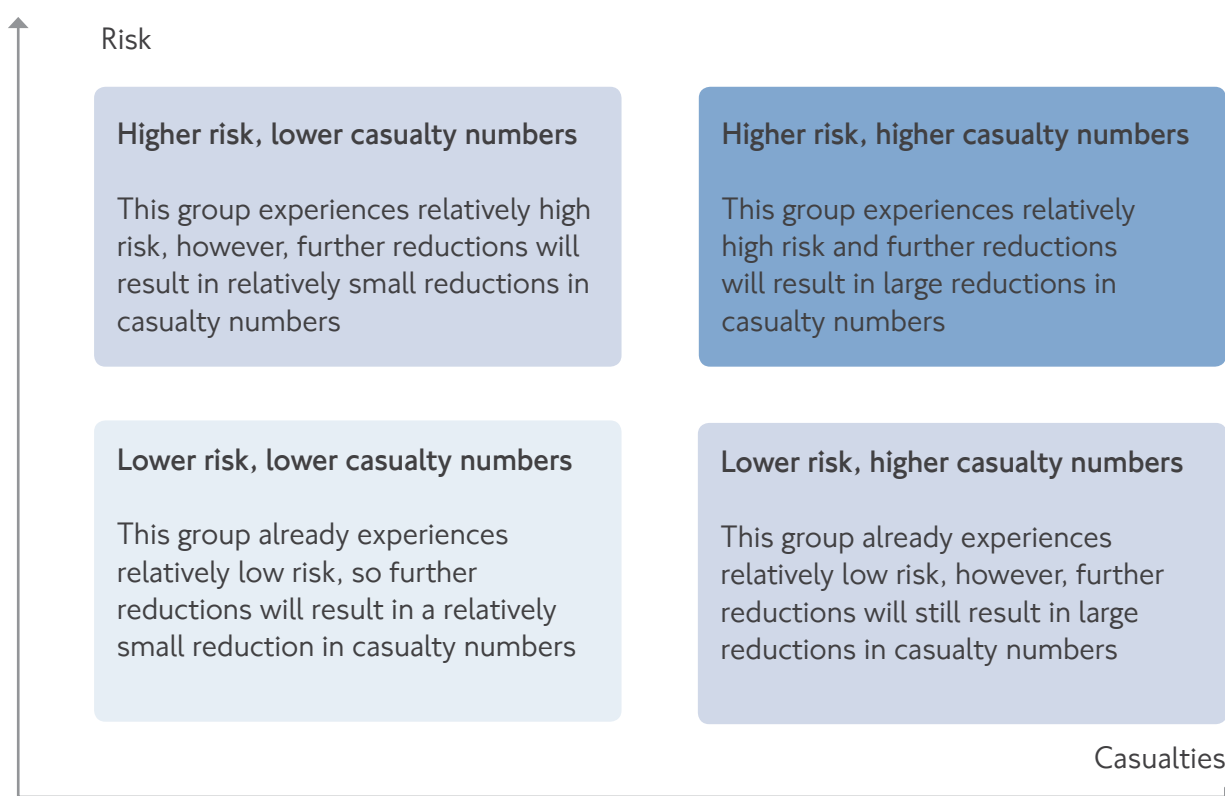 Risk
Higher risk, lower casualty numbers
This group experiences relatively high
risk, however, further reductions will
result in relatively small reductions in
casualty numbers
Higher risk, higher casualty numbers
This group experiences relatively
high risk and further reductions
will result in large reductions in
casualty numbers
Lower risk, lower casualty numbers
This group already experiences
relatively low risk, so further
reductions will result in a relatively
small reduction in casualty numbers
Lower risk, higher casualty numbers
This group already experiences
relatively low risk, however, further
reductions will still result in large
reductions in casualty numbers
Casualties